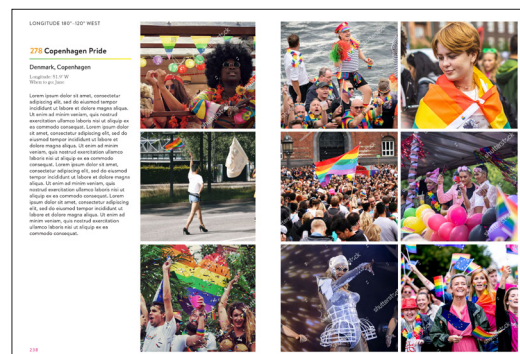 LONGITUDE 180°-120° WEST
278 Copenhagen Pride
Denmark, Copenhagen
When to go: June
Lorem ipsum dolor sit amet, consectetur
adipiscing elit, sed do eiusmod tempor
incididunt ut labore et dolore magna aliqua.
Ut enim ad minim veniam, quis nostrud
exercitation ullamco laboris nisi ut aliquip ex
ea commodo consequat. Lorem ipsum dolor
sit amet, consectetur adipiscing elit, sed do
eiusmod tempor incididunt ut labore et
dolore magna aliqua. Ut enim ad minim
veniam, quis nostrud exercitation ullamco
laboris nisi ut aliquip ex ea commodo
consequat. Lorem ipsum dolor sit amet,
consectetur adipiscing elit, sed do eiusmod
tempor incididunt ut labore et dolore magna
aliqua. Ut enim ad minim veniam, quis
nostrud exercitation ullamco laboris nisi ut
aliquip ex ea commodo consequat. Lorem
ipsum dolor sit amet, consectetur adipiscing
elit, sed do eiusmod tempor incididunt ut
labore et dolore magna aliqua. Ut enim ad
minim veniam, quis nostrud exercitation
ullamco laboris nisi ut aliquip ex ea
commodo consequat.
shutterstock